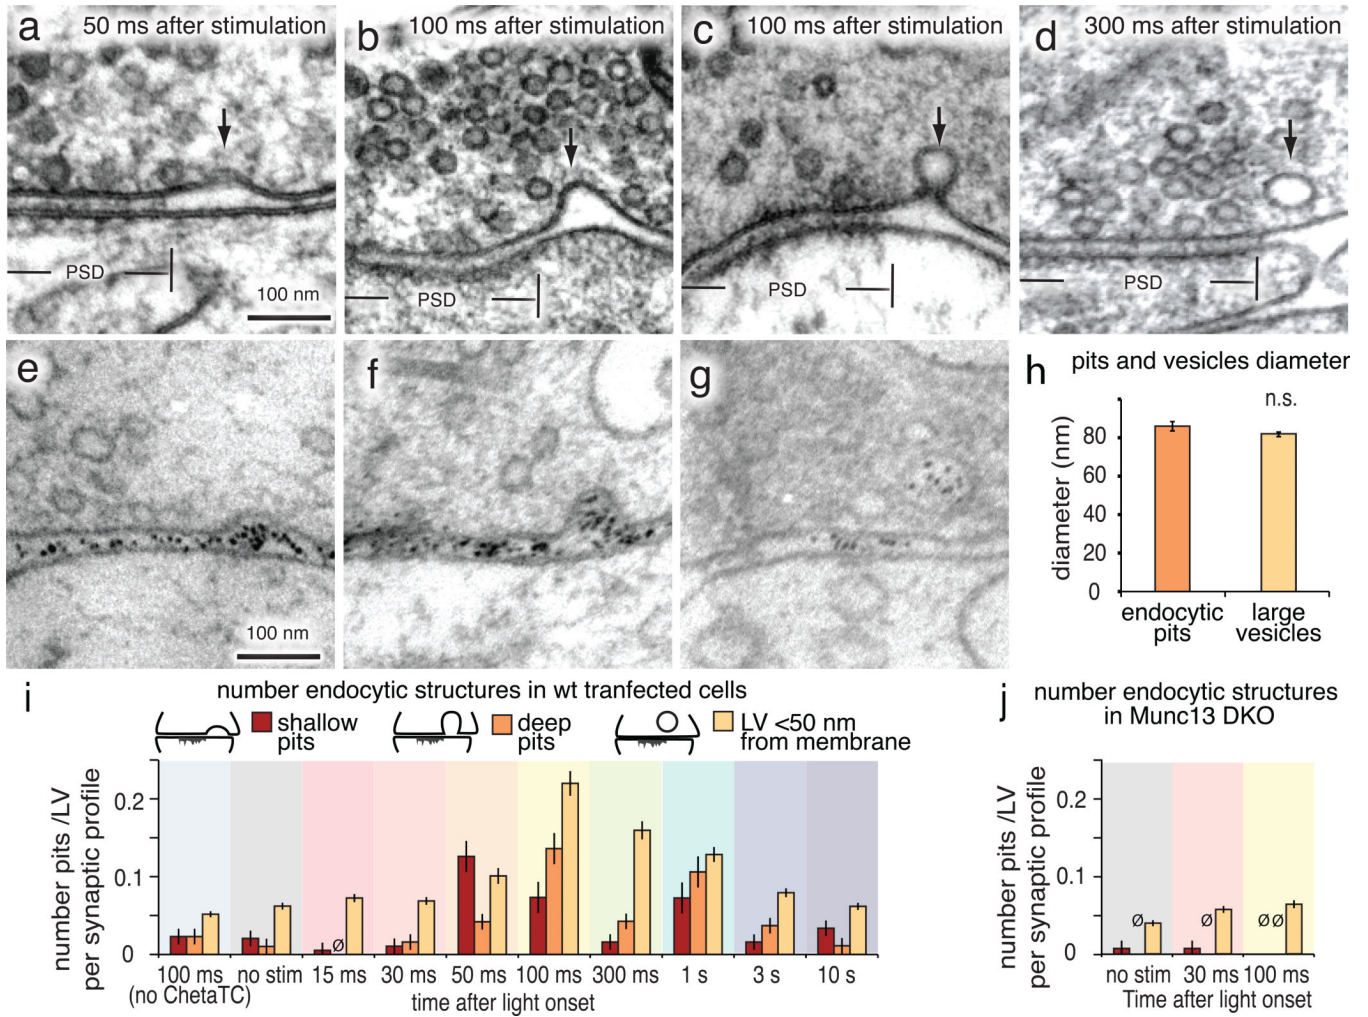 a 50 ms after stimulation
b 100 ms after stimulation
c 100 ms after stimulation
d 300 ms after stimulation
PSD
100 nm
PSD
PSD
PSD
e
100 nm
f
g
h pits and vesicles diameter
n.s.
diameter (nm)
80
60
40
20
0
endocytic
pits
large
vesicles
i number endocytic structures in wt tranfected cells
shallow
pits
deep
pits
LV <50 nm
from membrane
number pits /LV
per synaptic profile
0.2
0.1
0
Ø
100 ms
(no ChetaTC)
no stim
15 ms
30 ms
50 ms
100 ms
300 ms
1 s
3 s
10 s
time after light onset
j number endocytic structures
in Munc13 DKO
number pits /LV
per synaptic profile
0.2
0.1
0
Ø
Ø
ØØ
no stim
30 ms
100 ms
Time after light onset